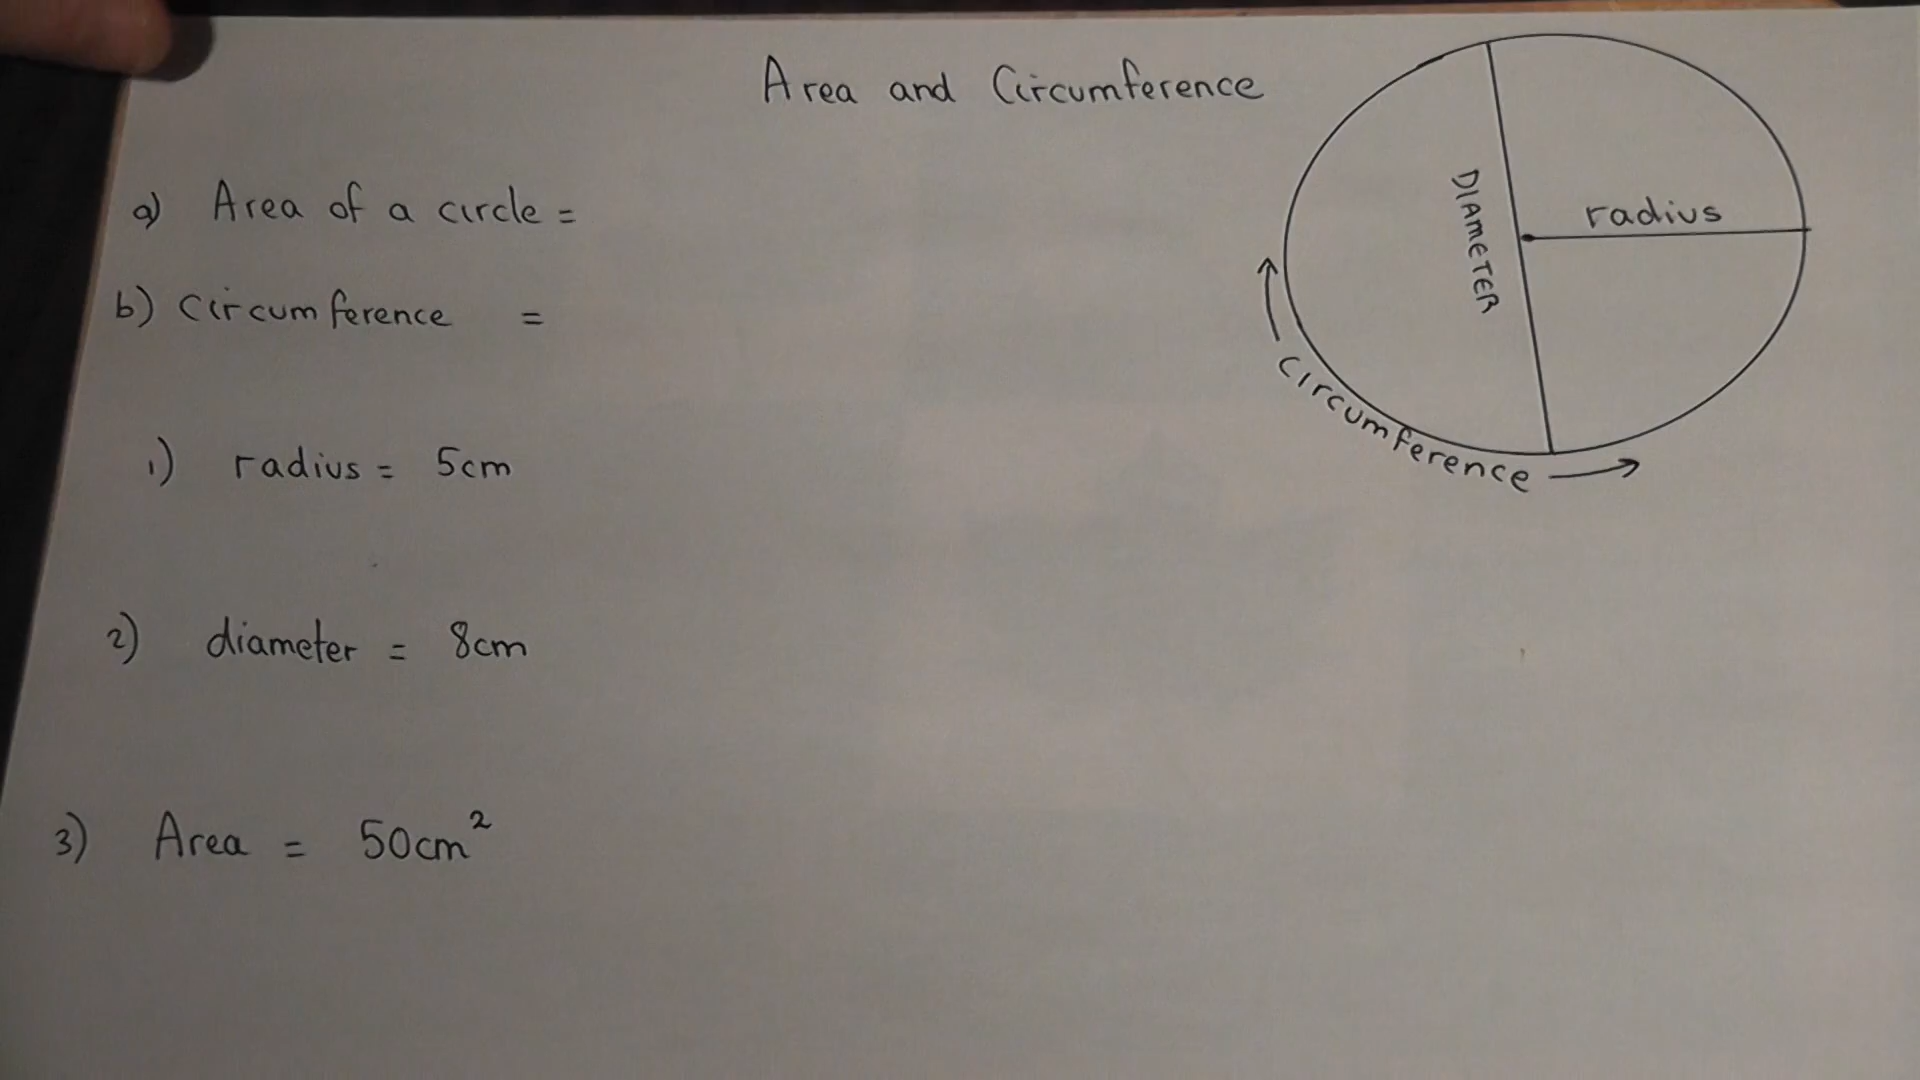 Area and Circumference
a) Area of a circle =
b) Circumference =
1) radius = 5cm
2) diameter = 8cm
3) Area = 50cm²
DIAMETER
radius
circumference